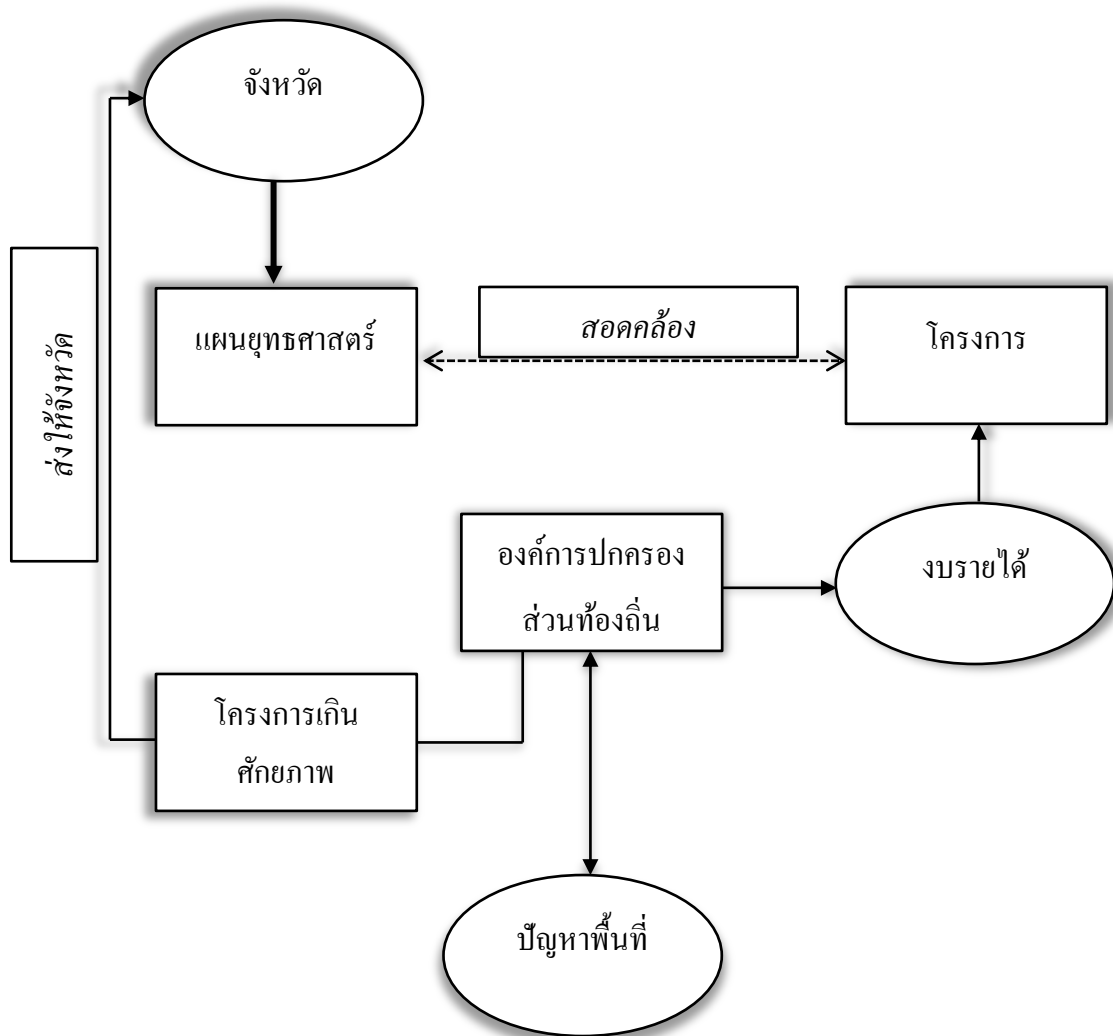 จังหวัด
ส่งให้จังหวัด
แผนยุทธศาสตร์
สอดคล้อง
โครงการ
องค์การปกครอง
ส่วนท้องถิ่น
งบรายได้
โครงการเกิน
ศักยภาพ
ปัญหาพื้นที่